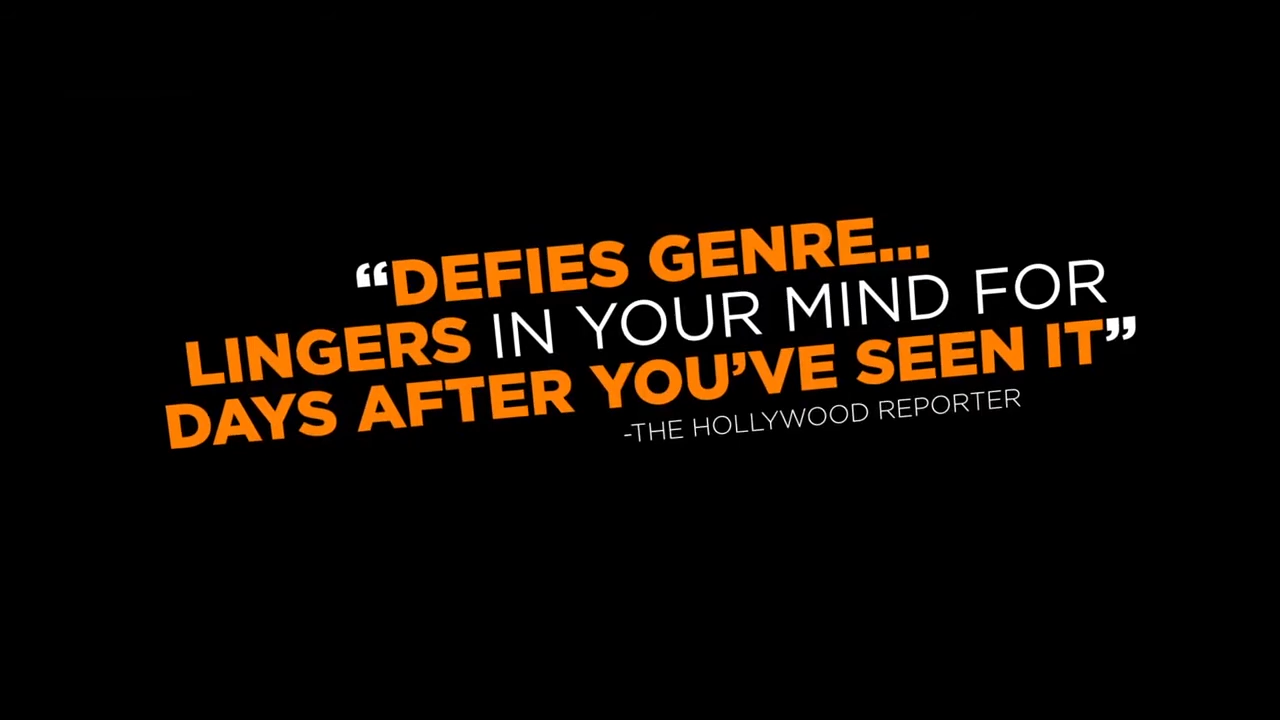 “DEFIES GENRE...
LINGERS IN YOUR MIND FOR
DAYS AFTER YOU’VE SEEN IT”
-THE HOLLYWOOD REPORTER